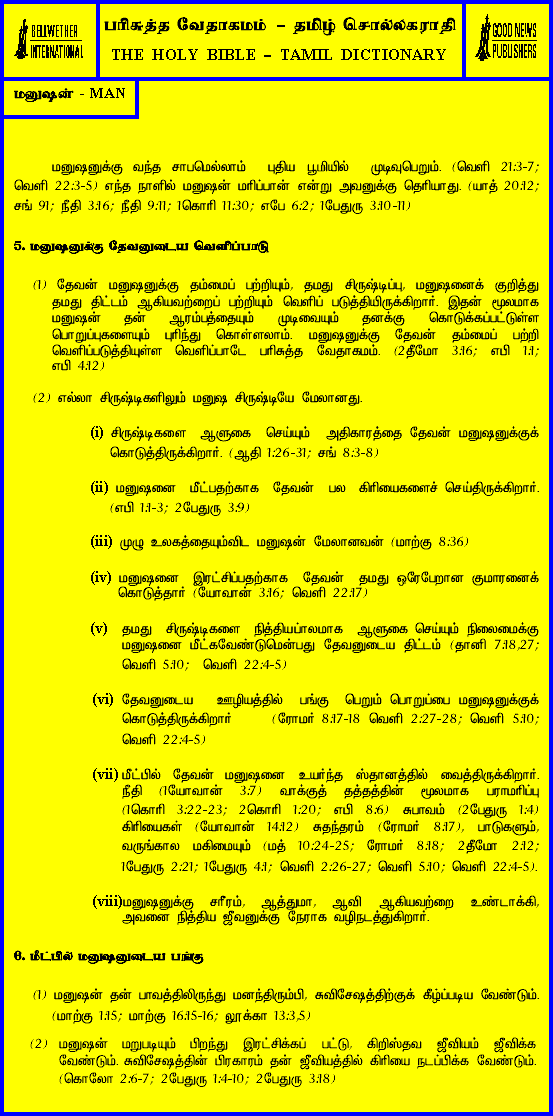 BELLWETHER
INTERNATIONAL
பரிசுத்த வேதாகமம் – தமிழ் சொல்லகராதி
THE HOLY BIBLE – TAMIL DICTIONARY
GOOD NEWS
PUBLISHERS
மனுஷன் - MAN
மனுஷனுக்கு வந்த சாபமெல்லாம் புதிய பூமியில் முடிவுபெறும். (வெளி 21:3-7;
வெளி 22:3-5) எந்த நாளில் மனுஷன் மரிப்பான் என்று அவனுக்கு தெரியாது. (யாத் 20:12;
சங் 91; நீதி 3:16; நீதி 9:11; 1கொரி 11:30; எபே 6:2; 1பேதுரு 3:10-11)
5. மனுஷனுக்கு தேவனுடைய வெளிப்பாடு
(1) தேவன் மனுஷனுக்கு தம்மைப் பற்றியும், தமது சிருஷ்டிப்பு, மனுஷனைக் குறித்து
தமது திட்டம் ஆகியவற்றைப் பற்றியும் வெளிப் படுத்தியிருக்கிறார். இதன் மூலமாக
மனுஷன் தன் ஆரம்பத்தையும் முடிவையும் தனக்கு கொடுக்கப்பட்டுள்ள
பொறுப்புகளையும் புரிந்து கொள்ளலாம். மனுஷனுக்கு தேவன் தம்மைப் பற்றி
வெளிப்படுத்தியுள்ள வெளிப்பாடே பரிசுத்த வேதாகமம். (2தீமோ 3:16; எபி 1:1;
எபி 4:12)
(2) எல்லா சிருஷ்டிகளிலும் மனுஷ சிருஷ்டியே மேலானது.
(i) சிருஷ்டிகளை ஆளுகை செய்யும் அதிகாரத்தை தேவன் மனுஷனுக்குக்
கொடுத்திருக்கிறார். (ஆதி 1:26-31; சங் 8:3-8)
(ii) மனுஷனை மீட்பதற்காக தேவன் பல கிரியைகளைச் செய்திருக்கிறார்.
(எபி 1:1-3; 2பேதுரு 3:9)
(iii) முழு உலகத்தையும்விட மனுஷன் மேலானவன் (மாற்கு 8:36)
(iv) மனுஷனை இரட்சிப்பதற்காக தேவன் தமது ஒரேபேறான குமாரனைக்
கொடுத்தார் (யோவான் 3:16; வெளி 22:17)
(v) தமது சிருஷ்டிகளை நித்தியபாலமாக ஆளுகை செய்யும் நிலைமைக்கு
மனுஷனை மீட்கவேண்டுமென்பது தேவனுடைய திட்டம் (தானி 7:18,27;
வெளி 5:10; வெளி 22:4-5)
(vi) தேவனுடைய ஊழியத்தில் பங்கு பெறும் பொறுப்பை மனுஷனுக்குக்
கொடுத்திருக்கிறார் (ரோமர் 8:17-18 வெளி 2:27-28; வெளி 5:10;
வெளி 22:4-5)
(vii) மீட்பில் தேவன் மனுஷனை உயர்ந்த ஸ்தானத்தில் வைத்திருக்கிறார்.
நீதி (1யோவான் 3:7) வாக்குத் தத்தத்தின் மூலமாக பராமரிப்பு
(1கொரி 3:22-23; 2கொரி 1:20; எபி 8:6) சுபாவம் (2பேதுரு 1:4)
கிரியைகள் (யோவான் 14:12) சுதந்தரம் (ரோமர் 8:17), பாடுகளும்,
வருங்கால மகிமையும் (மத் 10:24-25; ரோமர் 8:18; 2தீமோ 2:12;
1பேதுரு 2:21; 1பேதுரு 4:1; வெளி 2:26-27; வெளி 5:10; வெளி 22:4-5).
(viii)மனுஷனுக்கு சரீரம், ஆத்துமா, ஆவி ஆகியவற்றை உண்டாக்கி,
அவனை நித்திய ஜீவனுக்கு நேராக வழிநடத்துகிறார்.
6. மீட்பில் மனுஷனுடைய பங்கு
(1) மனுஷன் தன் பாவத்திலிருந்து மனந்திரும்பி, சுவிசேஷத்திற்குக் கீழ்ப்படிய வேண்டும்.
(மாற்கு 1:15; மாற்கு 16:15-16; லூக்கா 13:3,5)
(2) மனுஷன் மறுபடியும் பிறந்து இரட்சிக்கப் பட்டு, கிறிஸ்தவ ஜீவியம் ஜீவிக்க
வேண்டும். சுவிசேஷத்தின் பிரகாரம் தன் ஜீவியத்தில் கிரியை நடப்பிக்க வேண்டும்.
(கொலோ 2:6-7; 2பேதுரு 1:4-10; 2பேதுரு 3:18)